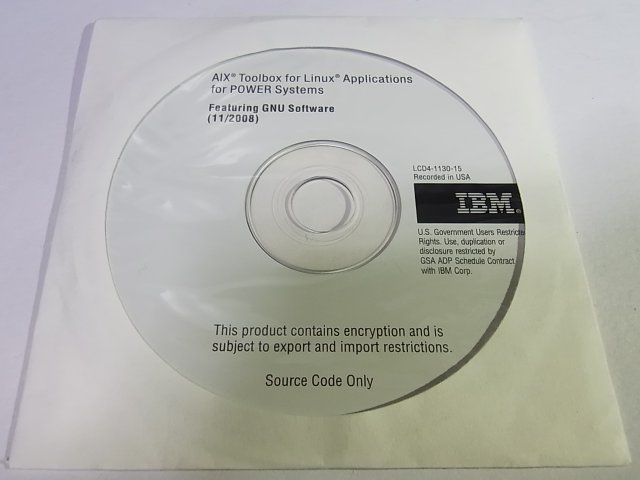 AIX® Toolbox for Linux® Applications
for POWER Systems
Featuring GNU Software
(11/2008)
LCD4-1130-15
Recorded in USA
IBM.
U.S. Government Users Restricted
Rights. Use, duplication or
disclosure restricted by
GSA ADP Schedule Contract
with IBM Corp.
This product contains encryption and is
subject to export and import restrictions.
Source Code Only